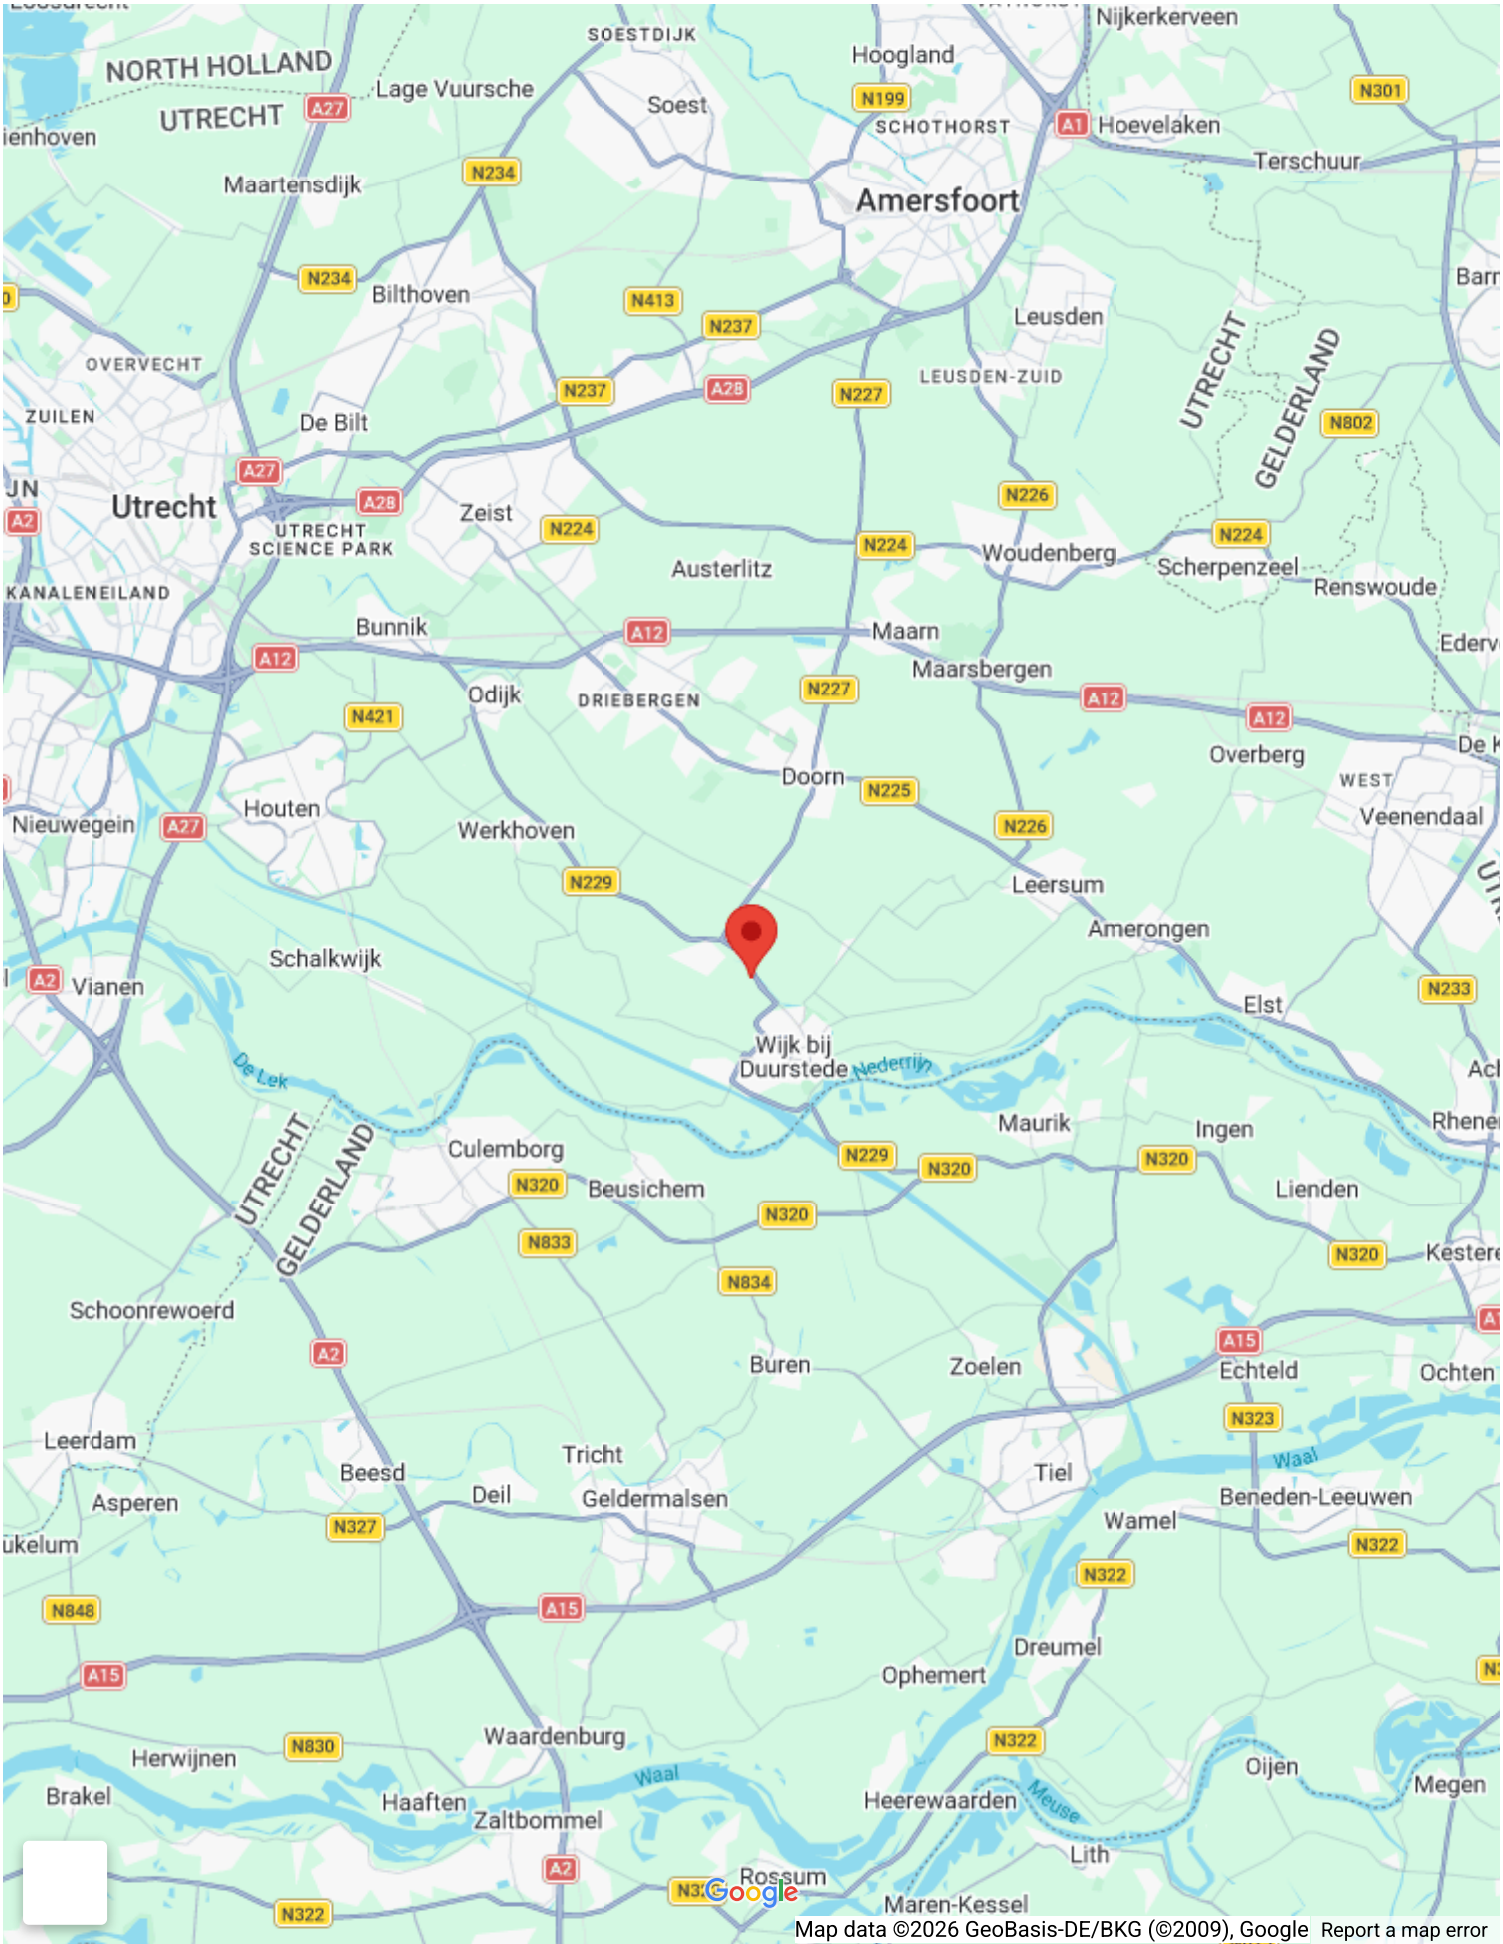 Nijkerkerveen
SOESTDIJK
Hoogland
NORTH HOLLAND
Lage Vuursche
N301
N199
Soest
A27
UTRECHT
SCHOTHORST
A1
Hoevelaken
ienhoven
Terschuur
N234
Maartensdijk
Amersfoort
N234
Bilthoven
N413
Leusden
N237
UTRECHT
OVERVECHT
LEUSDEN-ZUID
N237
A28
N227
GELDERLAND
ZUILEN
De Bilt
N802
A27
JN
A28
N226
Utrecht
A2
Zeist
N224
UTRECHT
SCIENCE PARK
N224
N224
Woudenberg
Austerlitz
Scherpenzeel
KANALENEILAND
Renswoude
Bunnik
A12
Maarn
A12
Maarsbergen
Odijk
DRIEBERGEN
N227
A12
N421
A12
De K
Overberg
Doorn
WEST
N225
Houten
Veenendaal
Nieuwegein
A27
Werkhoven
N226
N229
Leersum
Amerongen
Schalkwijk
A2
Vianen
N233
Elst
Wijk bij
Duurstede
Nederrijn
De Lek
Maurik
Rhenen
Ingen
UTRECHT
Culemborg
N229
N320
N320
N320
Beusichem
Lienden
GELDERLAND
N320
N833
N320
Kestere
N834
Schoonrewoerd
A2
A15
Buren
Zoelen
Echteld
Ochten
N323
Leerdam
Tricht
Waal
Beesd
Tiel
Deil
Geldermalsen
Beneden-Leeuwen
Asperen
N327
Wamel
ukelum
N322
N322
N848
A15
Dreumel
A15
Ophemert
Waardenburg
N322
N830
Herwijnen
Oijen
Waal
Megen
Brakel
Haaften
Heerewaarden
Meuse
Zaltbommel
Lith
A2
Rossum
Google
Maren-Kessel
N322
Map data ©2026 GeoBasis-DE/BKG (©2009), Google
Report a map error